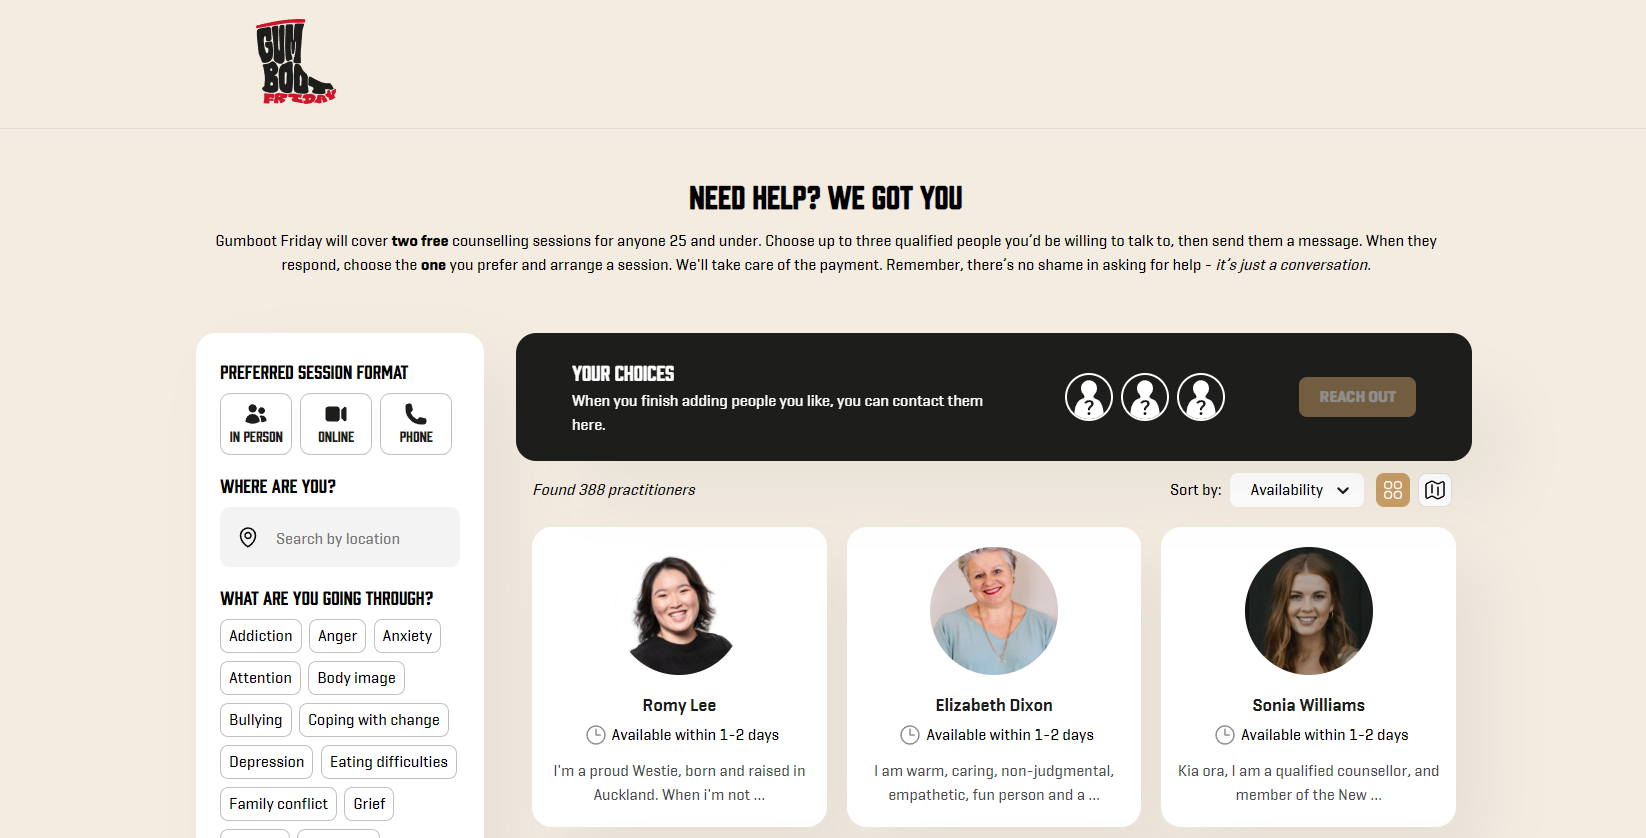 GUM
BOOT
FRIDAY
NEED HELP? WE GOT YOU
Gumboot Friday will cover two free counselling sessions for anyone 25 and under. Choose up to three qualified people you’d be willing to talk to, then send them a message. When they
respond, choose the one you prefer and arrange a session. We'll take care of the payment. Remember, there’s no shame in asking for help - it’s just a conversation.
PREFERRED SESSION FORMAT
IN PERSON
ONLINE
PHONE
WHERE ARE YOU?
Search by location
WHAT ARE YOU GOING THROUGH?
Addiction
Anger
Anxiety
Attention
Body image
Bullying
Coping with change
Depression
Eating difficulties
Family conflict
Grief
YOUR CHOICES
When you finish adding people you like, you can contact them
here.
? ? ?
REACH OUT
Found 388 practitioners
Sort by:
Availability
Romy Lee
Available within 1-2 days
I'm a proud Westie, born and raised in
Auckland. When i'm not ...
Elizabeth Dixon
Available within 1-2 days
I am warm, caring, non-judgmental,
empathetic, fun person and a ...
Sonia Williams
Available within 1-2 days
Kia ora, I am a qualified counsellor, and
member of the New ...